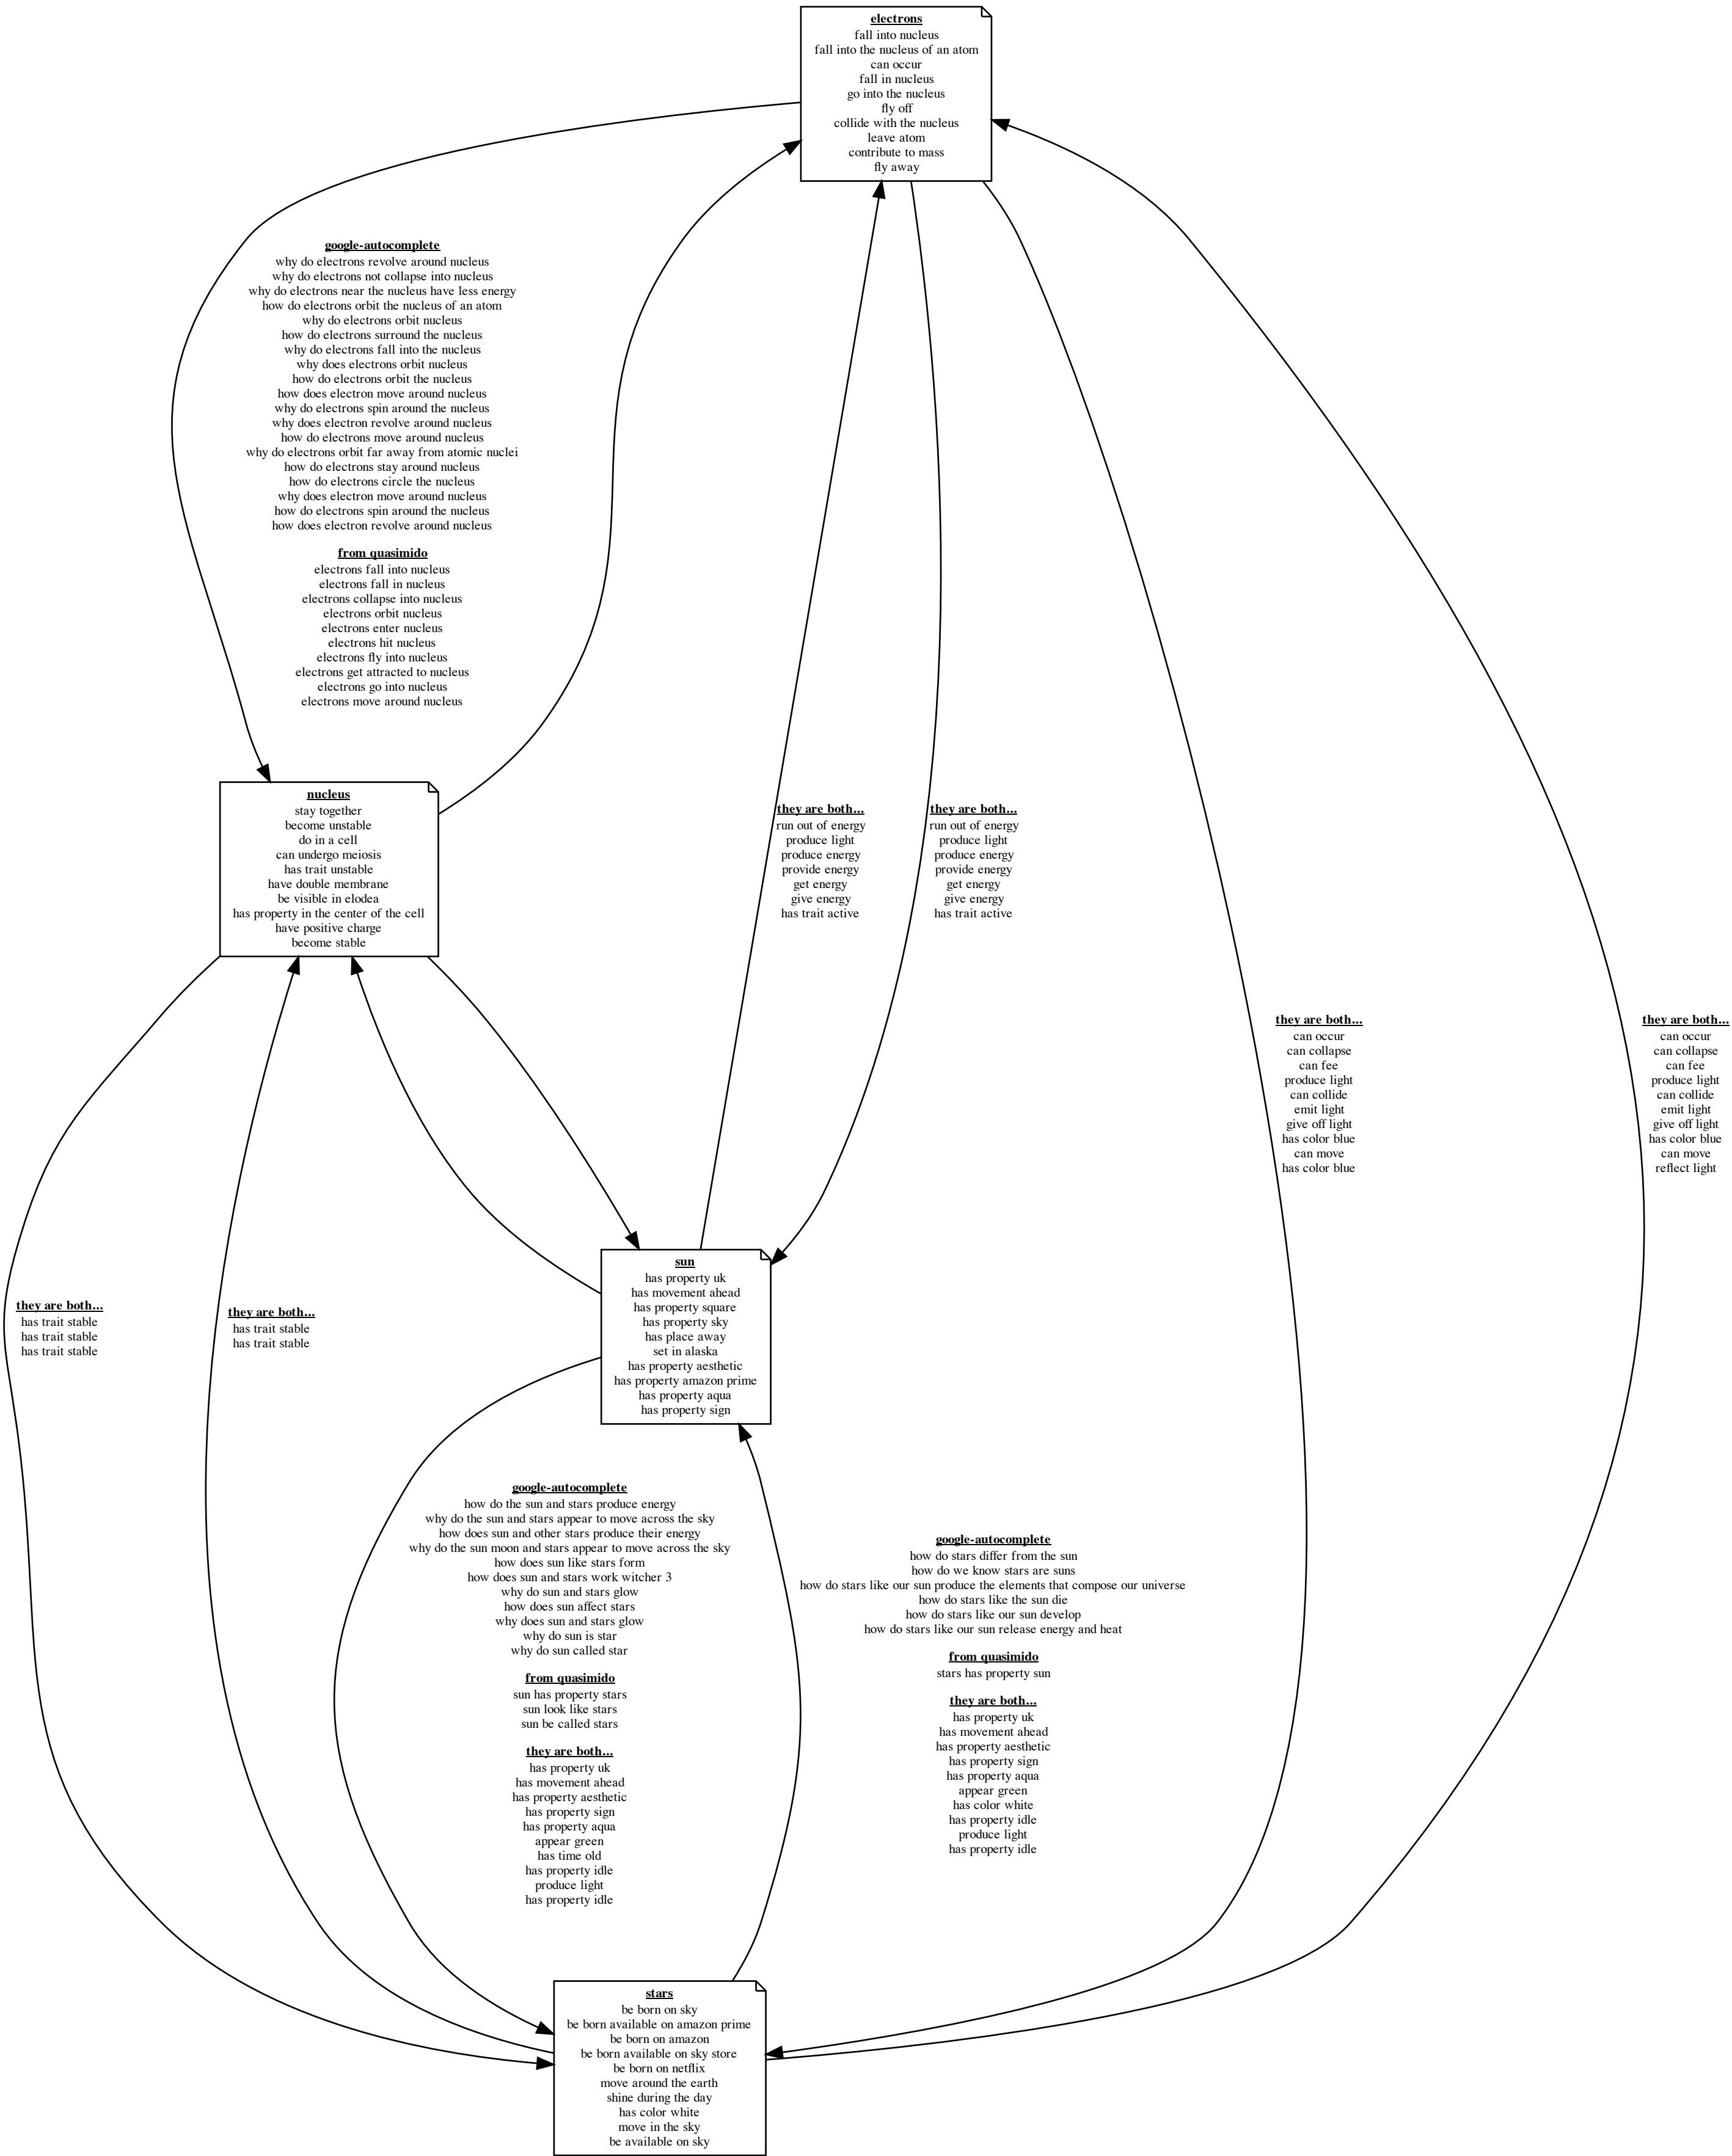 electrons
fall into nucleus
fall into the nucleus of an atom
can occur
fall in nucleus
go into the nucleus
fly off
collide with the nucleus
leave atom
contribute to mass
fly away
google-autocomplete
why do electrons revolve around nucleus
why do electrons not collapse into nucleus
why do electrons near the nucleus have less energy
how do electrons orbit the nucleus of an atom
why do electrons orbit nucleus
how do electrons surround the nucleus
why do electrons fall into the nucleus
why does electrons orbit nucleus
how do electrons orbit the nucleus
how does electron move around nucleus
why do electrons spin around the nucleus
why does electron revolve around nucleus
how do electrons move around nucleus
why do electrons orbit far away from atomic nuclei
how do electrons stay around nucleus
how do electrons circle the nucleus
why does electron move around nucleus
how do electrons spin around the nucleus
how does electron revolve around nucleus
from quasimido
electrons fall into nucleus
electrons fall in nucleus
electrons collapse into nucleus
electrons orbit nucleus
electrons enter nucleus
electrons hit nucleus
electrons fly into nucleus
electrons get attracted to nucleus
electrons go into nucleus
electrons move around nucleus
nucleus
stay together
become unstable
do in a cell
can undergo meiosis
has trait unstable
have double membrane
be visible in elodea
has property in the center of the cell
have positive charge
become stable
they are both...
run out of energy
produce light
produce energy
provide energy
get energy
give energy
has trait active
they are both...
run out of energy
produce light
produce energy
provide energy
get energy
give energy
has trait active
they are both...
can occur
can collapse
can fee
produce light
can collide
emit light
give off light
has color blue
can move
has color blue
they are both...
can occur
can collapse
can fee
produce light
can collide
emit light
give off light
has color blue
can move
reflect light
they are both...
has trait stable
has trait stable
has trait stable
they are both...
has trait stable
has trait stable
sun
has property uk
has movement ahead
has property square
has property sky
has place away
set in alaska
has property aesthetic
has property amazon prime
has property aqua
has property sign
google-autocomplete
how do the sun and stars produce energy
why do the sun and stars appear to move across the sky
how does sun and other stars produce their energy
why do the sun moon and stars appear to move across the sky
how does sun like stars form
how does sun and stars work witcher 3
why do sun and stars glow
how does sun affect stars
why does sun and stars glow
why do sun is star
why do sun called star
from quasimido
sun has property stars
sun look like stars
sun be called stars
they are both...
has property uk
has movement ahead
has property aesthetic
has property sign
has property aqua
appear green
has time old
has property idle
produce light
has property idle
google-autocomplete
how do stars differ from the sun
how do we know stars are suns
how do stars like our sun produce the elements that compose our universe
how do stars like the sun die
how do stars like our sun develop
how do stars like our sun release energy and heat
from quasimido
stars has property sun
they are both...
has property uk
has movement ahead
has property aesthetic
has property sign
has property aqua
appear green
has color white
has property idle
produce light
has property idle
stars
be born on sky
be born available on amazon prime
be born on amazon
be born available on sky store
be born on netflix
move around the earth
shine during the day
has color white
move in the sky
be available on sky